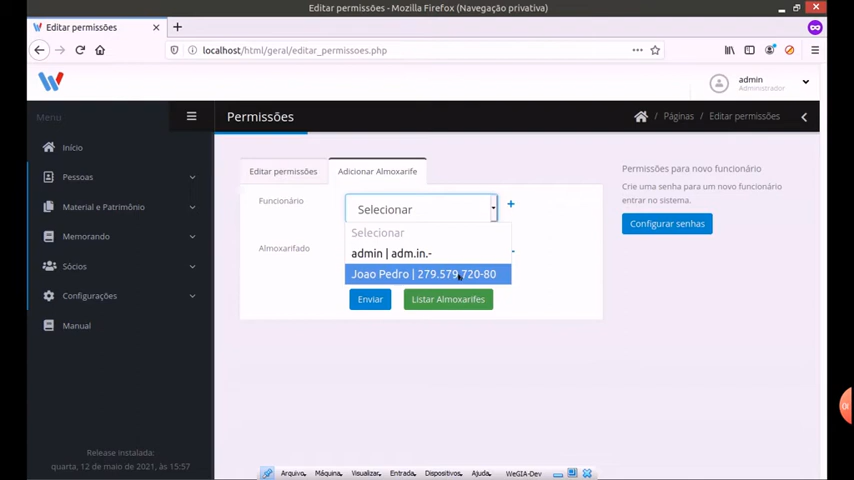 Editar permissões - Mozilla Firefox (Navegação privativa)
Editar permissões
localhost/html/geral/editar_permissoes.php
admin
Administrador
Menu
Permissões
Páginas / Editar permissões
Início
Pessoas
Material e Patrimônio
Memorando
Sócios
Configurações
Manual
Editar permissões
Adicionar Almoxarife
Funcionário
Selecionar
Selecionar
admin | adm.in.-
Joao Pedro | 279.579.720-80
Almoxarifado
Enviar
Listar Almoxarifes
Permissões para novo funcionário
Crie uma senha para um novo funcionário
entrar no sistema.
Configurar senhas
Release instalada:
quarta, 12 de maio de 2021, às 15:57
Arquivo Máquina Visualizar Entrada Dispositivos Ajuda WeGIA-Dev